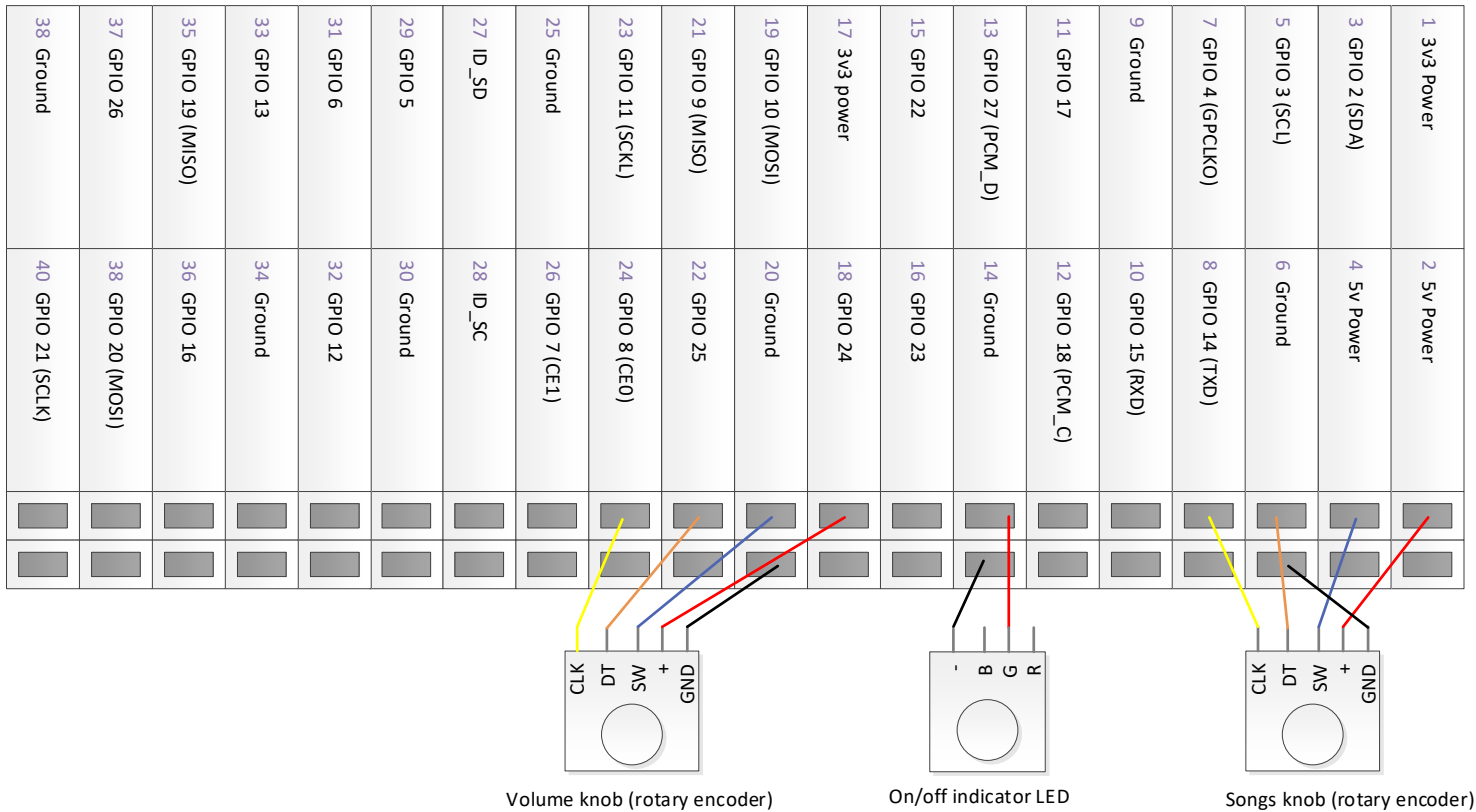 38 Ground
37 GPIO 26
35 GPIO 19 (MISO)
33 GPIO 13
31 GPIO 6
29 GPIO 5
27 ID_SD
25 Ground
23 GPIO 11 (SCKL)
21 GPIO 9 (MISO)
19 GPIO 10 (MOSI)
17 3v3 power
15 GPIO 22
13 GPIO 27 (PCM_D)
11 GPIO 17
9 Ground
7 GPIO 4 (GPCLKO)
5 GPIO 3 (SCL)
3 GPIO 2 (SDA)
1 3v3 Power
40 GPIO 21 (SCLK)
38 GPIO 20 (MOSI)
36 GPIO 16
34 Ground
32 GPIO 12
30 Ground
28 ID_SC
26 GPIO 7 (CE1)
24 GPIO 8 (CE0)
22 GPIO 25
20 Ground
18 GPIO 24
16 GPIO 23
14 Ground
12 GPIO 18 (PCM_C)
10 GPIO 15 (RXD)
8 GPIO 14 (TXD)
6 Ground
4 5v Power
2 5v Power
CLK
DT
SW
+
GND
-
B
G
R
CLK
DT
SW
+
GND
Volume knob (rotary encoder)
On/off indicator LED
Songs knob (rotary encoder)